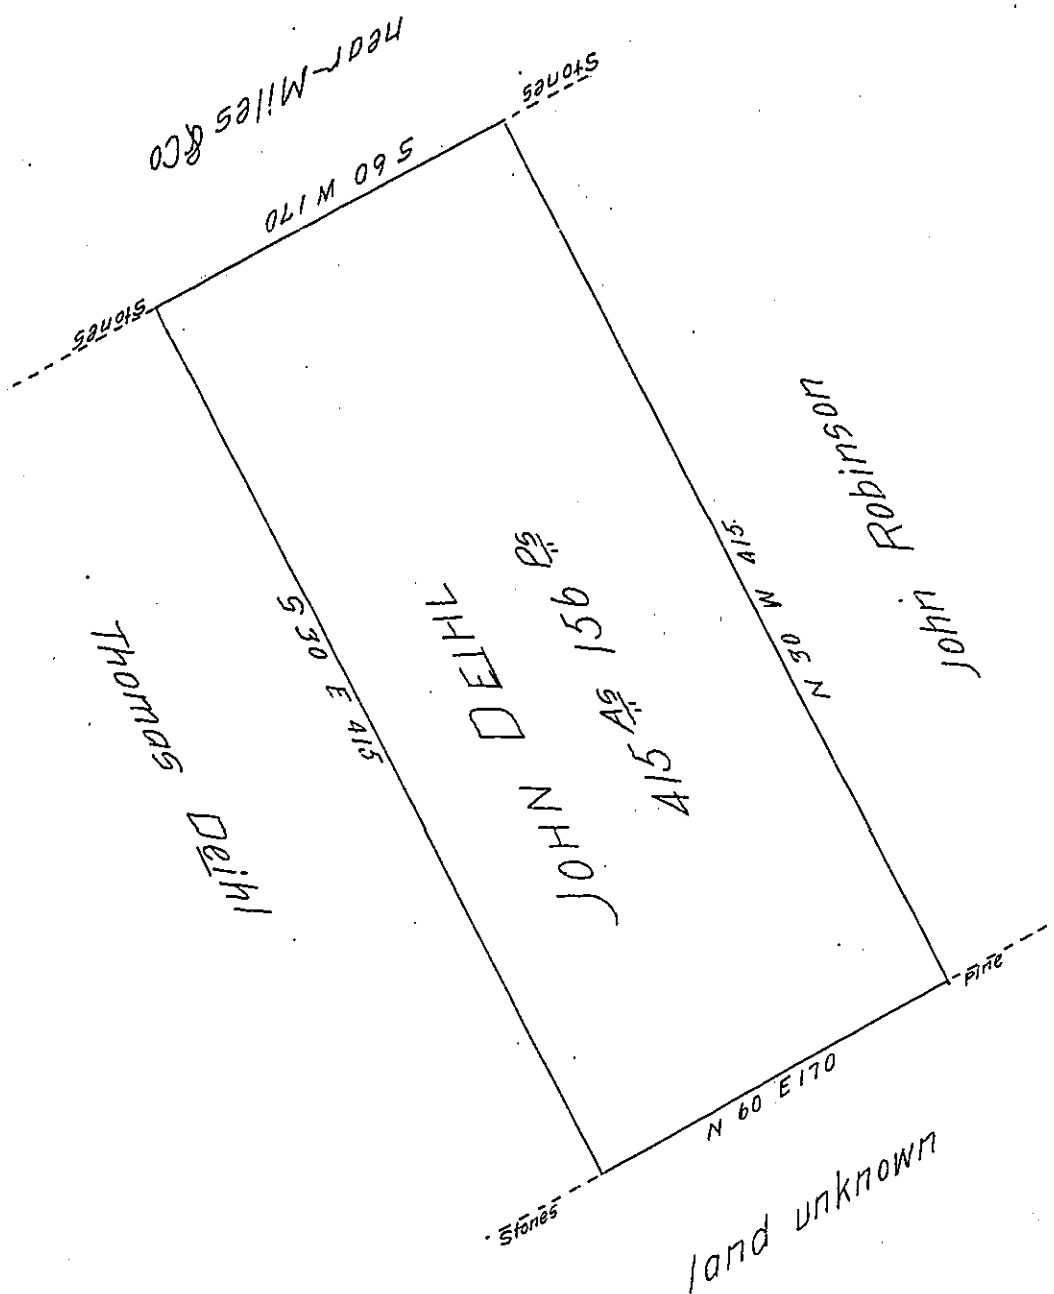 near Miles & Co
Stones
S 60 W 170
Stones
Thomas Deihl
S 30 E 415
JOHN DEIHL
415 As 156 Ps
N 30 W 415
John Robinson
Pine
N 60 E 170
Stones
land unknown